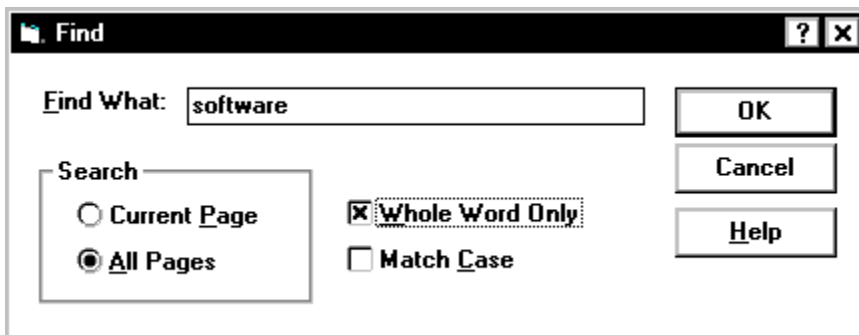 Find
Find What: software
OK
Cancel
Help
Search
Current Page
All Pages
Whole Word Only
Match Case